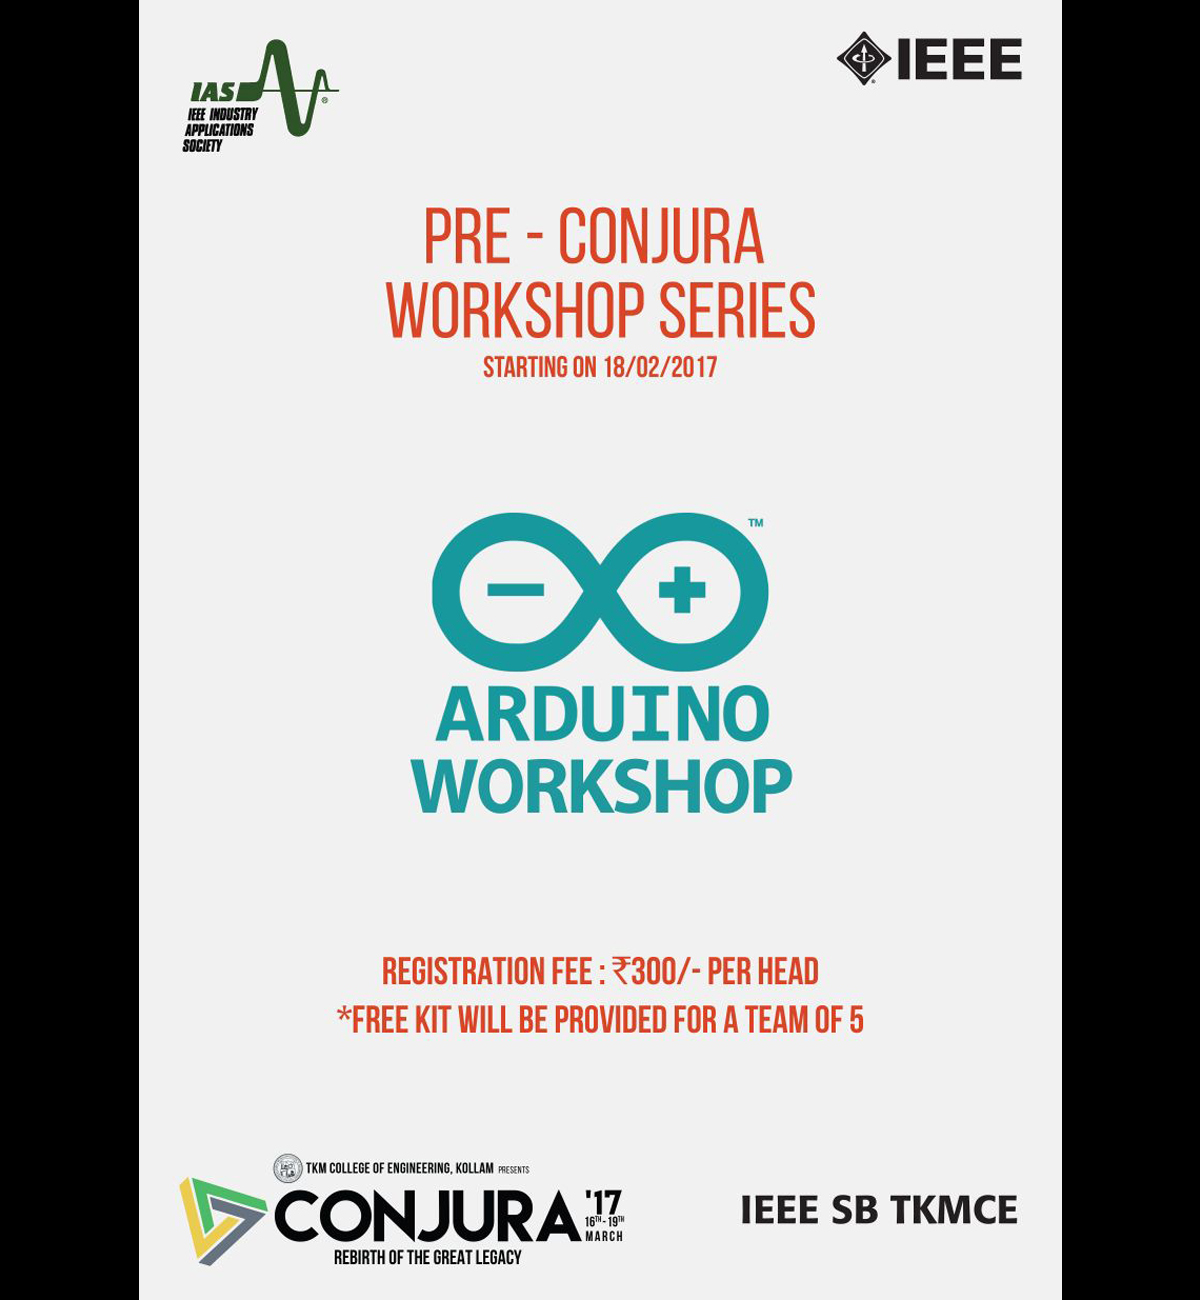 IAS
®
IEEE INDUSTRY
APPLICATIONS
SOCIETY
IEEE
PRE - CONJURA
WORKSHOP SERIES
STARTING ON 18/02/2017
TM
ARDUINO
WORKSHOP
REGISTRATION FEE : ₹300/- PER HEAD
*FREE KIT WILL BE PROVIDED FOR A TEAM OF 5
TKM COLLEGE OF ENGINEERING, KOLLAM PRESENTS
CONJURA '17
16TH - 19TH
MARCH
REBIRTH OF THE GREAT LEGACY
IEEE SB TKMCE